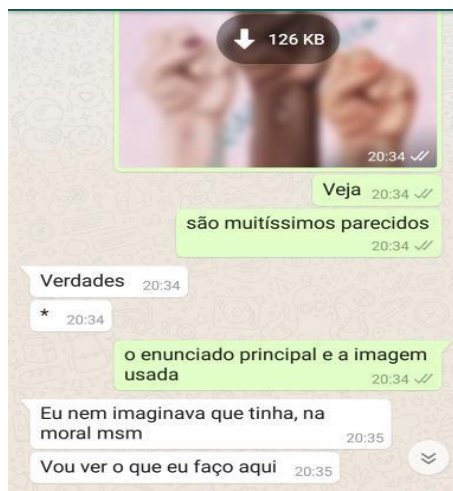 126 KB
20:34
Veja 20:34
são muitíssimos parecidos
20:34
Verdades 20:34
* 20:34
o enunciado principal e a imagem
usada 20:34
Eu nem imaginava que tinha, na
moral msm 20:35
Vou ver o que eu faço aqui 20:35